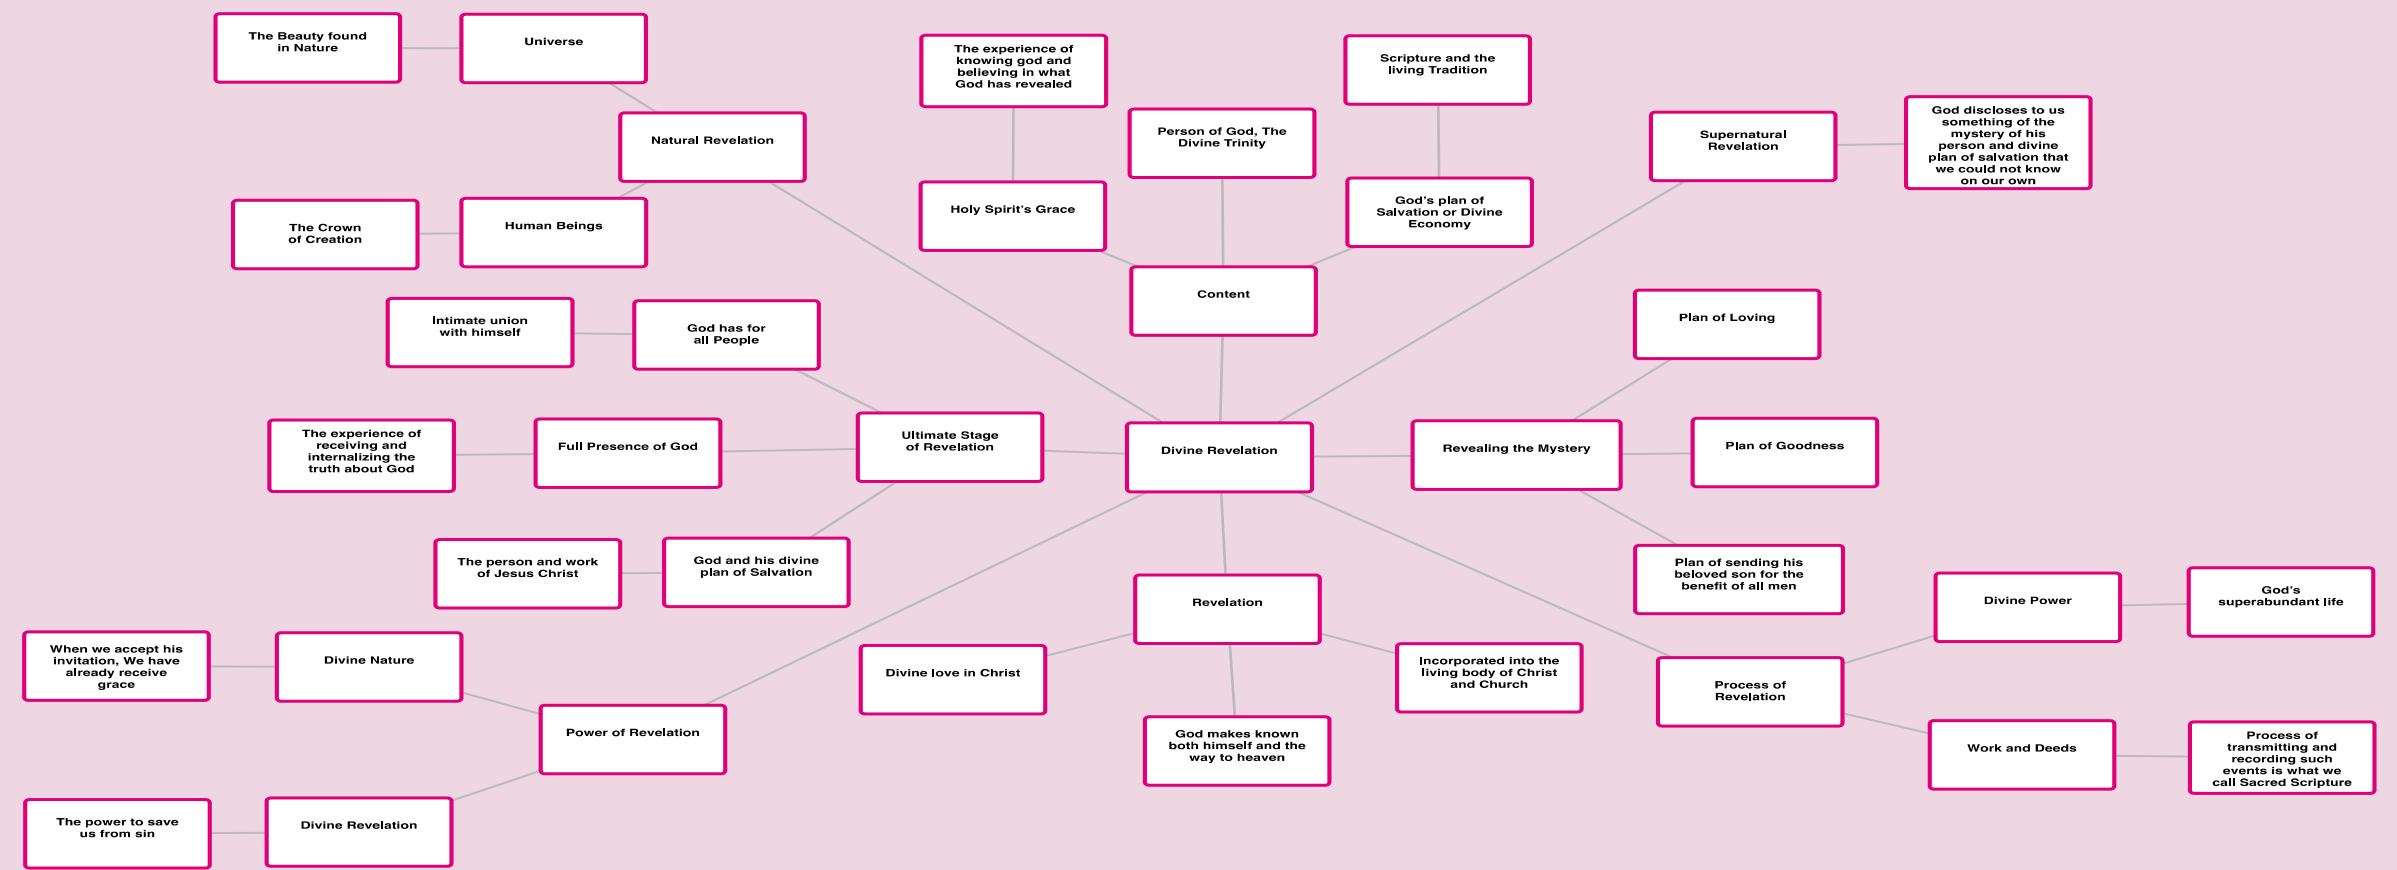 The Beauty found
in Nature
Universe
Natural Revelation
The Crown
of Creation
Human Beings
The experience of
knowing god and
believing in what
God has revealed
Person of God, The
Divine Trinity
Scripture and the
living Tradition
Holy Spirit's Grace
God's plan of
Salvation or Divine
Economy
Content
Supernatural
Revelation
God discloses to us
something of the
mystery of his
person and divine
plan of salvation that
we could not know
on our own
Intimate union
with himself
God has for
all People
Plan of Loving
The experience of
receiving and
internalizing the
truth about God
Full Presence of God
Ultimate Stage
of Revelation
Divine Revelation
Revealing the Mystery
Plan of Goodness
The person and work
of Jesus Christ
God and his divine
plan of Salvation
Plan of sending his
beloved son for the
benefit of all men
Revelation
Divine love in Christ
God makes known
both himself and the
way to heaven
Incorporated into the
living body of Christ
and Church
Divine Power
God's
superabundant life
Process of
Revelation
Work and Deeds
Process of
transmitting and
recording such
events is what we
call Sacred Scripture
When we accept his
invitation, We have
already receive
grace
Divine Nature
Power of Revelation
The power to save
us from sin
Divine Revelation